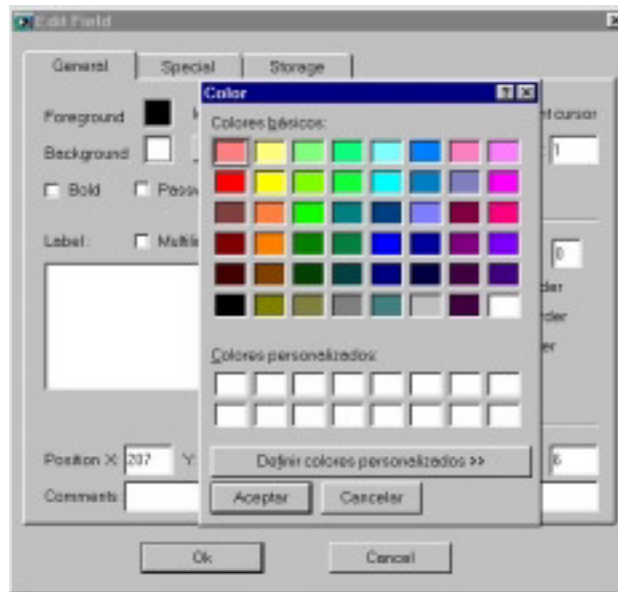 Edit Field
General Special Storage
Color
Foreground
Colores básicos:
cursor
Background
1
Bold
Label:
0
Colores personalizados:
Position X: 207 Y:
Definir colores personalizados >>
6
Comments
Aceptar Cancelar
Ok Cancel